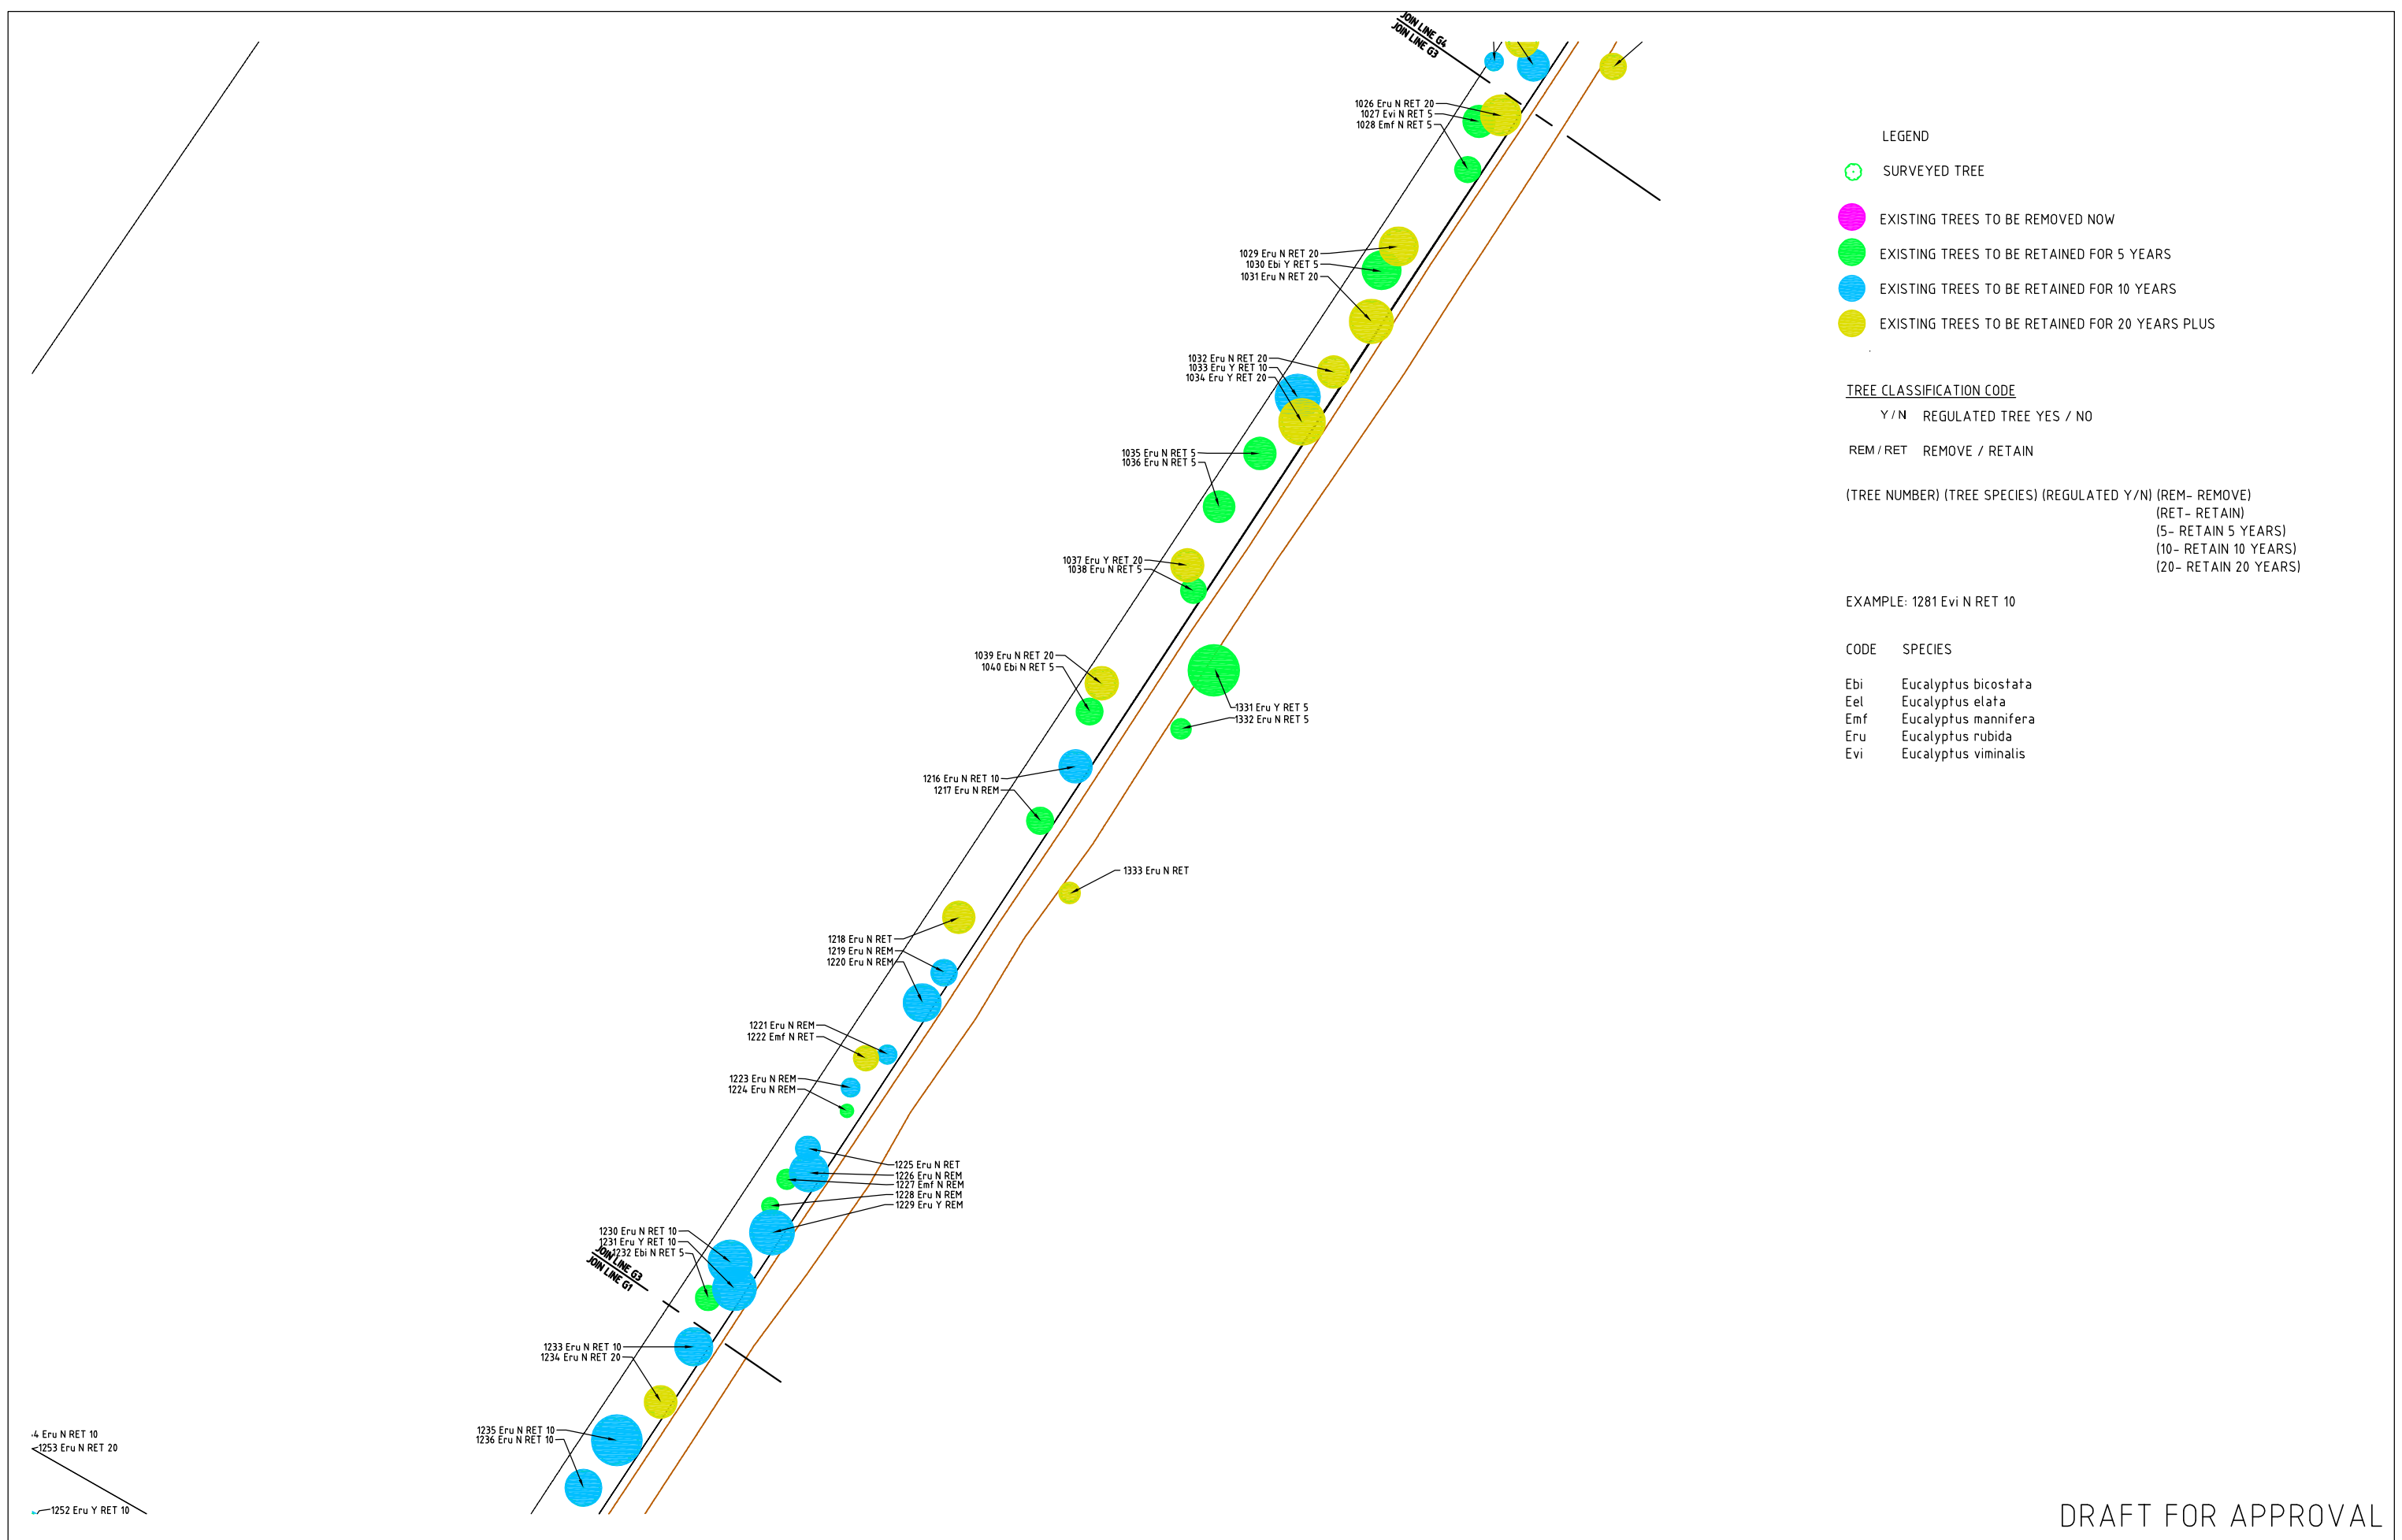 JOIN LINE G4
JOIN LINE G3
1026 Eru N RET 20
1027 Evi N RET 5
1028 Emf N RET 5
1029 Eru N RET 20
1030 Ebi Y RET 5
1031 Eru N RET 20
1032 Eru N RET 20
1033 Eru Y RET 10
1034 Eru Y RET 20
1035 Eru N RET 5
1036 Eru N RET 5
1037 Eru Y RET 20
1038 Eru N RET 5
1039 Eru N RET 20
1040 Ebi N RET 5
1331 Eru Y RET 5
1332 Eru N RET 5
1216 Eru N RET 10
1217 Eru N REM
1333 Eru N RET
1218 Eru N RET
1219 Eru N REM
1220 Eru N REM
1221 Eru N REM
1222 Emf N RET
1223 Eru N REM
1224 Eru N REM
1225 Eru N RET
1226 Eru N REM
1227 Emf N REM
1228 Eru N REM
1229 Eru Y REM
1230 Eru N RET 10
1231 Eru Y RET 10
1232 Ebi N RET 5
JOIN LINE G3
JOIN LINE G1
1233 Eru N RET 10
1234 Eru N RET 20
1235 Eru N RET 10
1236 Eru N RET 10
4 Eru N RET 10
1253 Eru N RET 20
1252 Eru Y RET 10
LEGEND
SURVEYED TREE
EXISTING TREES TO BE REMOVED NOW
EXISTING TREES TO BE RETAINED FOR 5 YEARS
EXISTING TREES TO BE RETAINED FOR 10 YEARS
EXISTING TREES TO BE RETAINED FOR 20 YEARS PLUS
TREE CLASSIFICATION CODE
Y / N REGULATED TREE YES / NO
REM / RET REMOVE / RETAIN
(TREE NUMBER) (TREE SPECIES) (REGULATED Y/N) (REM- REMOVE)
(RET- RETAIN)
(5- RETAIN 5 YEARS)
(10- RETAIN 10 YEARS)
(20- RETAIN 20 YEARS)
EXAMPLE: 1281 Evi N RET 10
CODE SPECIES
Ebi Eucalyptus bicostata
Eel Eucalyptus elata
Emf Eucalyptus mannifera
Eru Eucalyptus rubida
Evi Eucalyptus viminalis
DRAFT FOR APPROVAL